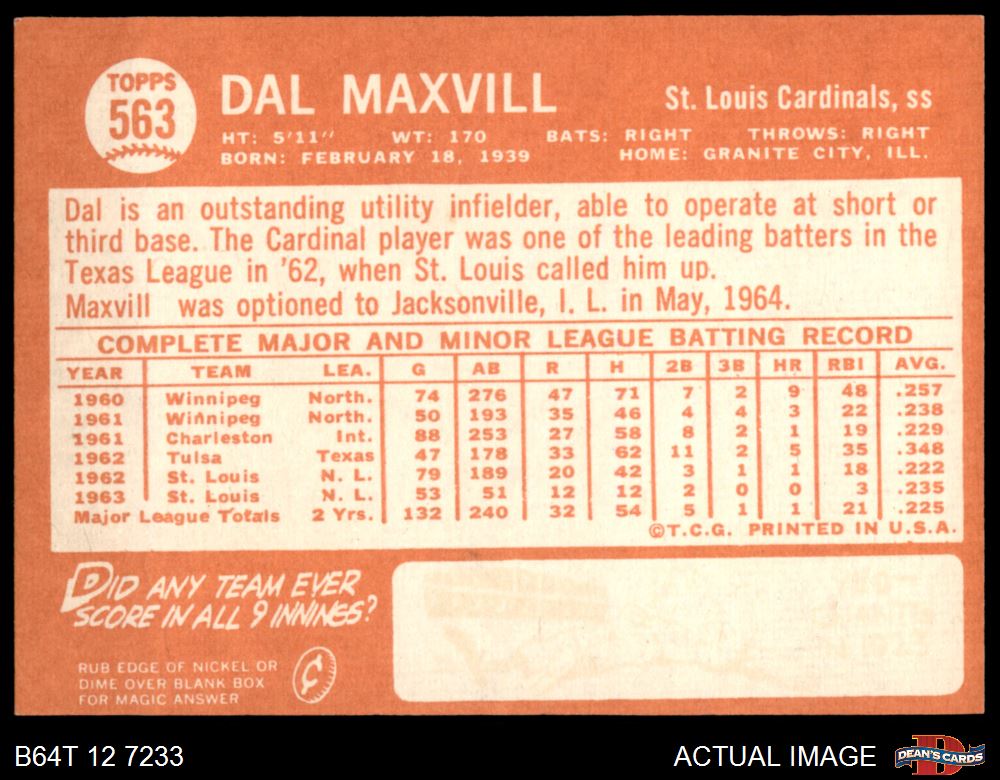 TOPPS
563
DAL MAXVILL
St. Louis Cardinals, ss
HT: 5'11" WT: 170 BATS: RIGHT THROWS: RIGHT
BORN: FEBRUARY 18, 1939 HOME: GRANITE CITY, ILL.
Dal is an outstanding utility infielder, able to operate at short or
third base. The Cardinal player was one of the leading batters in the
Texas League in '62, when St. Louis called him up.
Maxvill was optioned to Jacksonville, I. L. in May, 1964.
COMPLETE MAJOR AND MINOR LEAGUE BATTING RECORD
YEAR TEAM LEA. G AB R H 2B 3B HR RBI AVG.
1960 Winnipeg North. 74 276 47 71 7 2 9 48 .257
1961 Winnipeg North. 50 193 35 46 4 4 3 22 .238
1961 Charleston Int. 88 253 27 58 8 2 1 19 .229
1962 Tulsa Texas 47 178 33 62 11 2 5 35 .348
1962 St. Louis N. L. 79 189 20 42 3 1 1 18 .222
1963 St. Louis N. L. 53 51 12 12 2 0 0 3 .235
Major League Totals 2 Yrs. 132 240 32 54 5 1 1 21 .225
©T.C.G. PRINTED IN U.S.A.
DID ANY TEAM EVER
SCORE IN ALL 9 INNINGS?
RUB EDGE OF NICKEL OR
DIME OVER BLANK BOX
FOR MAGIC ANSWER
B64T 12 7233
ACTUAL IMAGE
DEAN'S CARDS